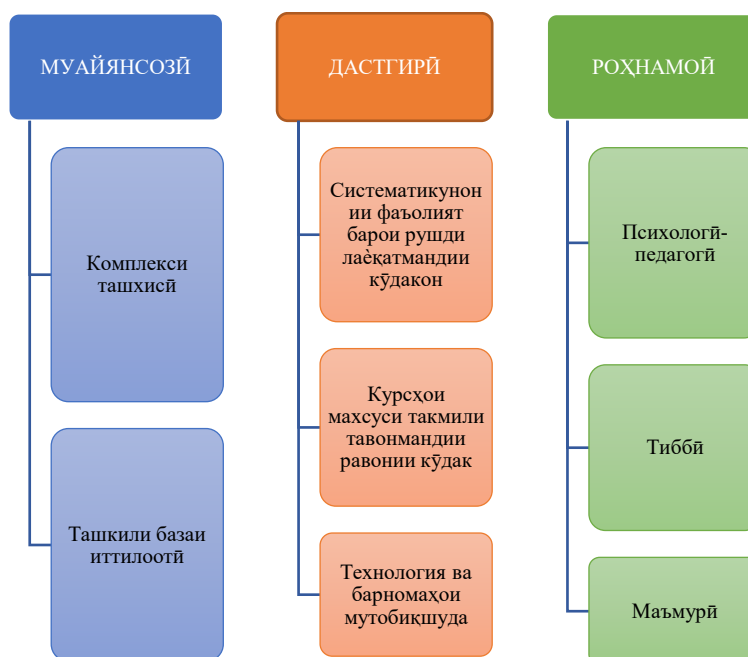 МУАЙЯНСОЗӢ
Комплекси
ташхисӣ
Ташкили базаи
иттилоотӣ
ДАСТГИРӢ
Систематикунон
ии фаъолият
барои рушди
лаѐқатмандии
кӯдакон
Курсҳои
махсуси такмили
тавонмандии
равонии кӯдак
Технология ва
барномаҳои
мутобиқшуда
РОҲНАМОӢ
Психологӣ-
педагогӣ
Тиббӣ
Маъмурӣ